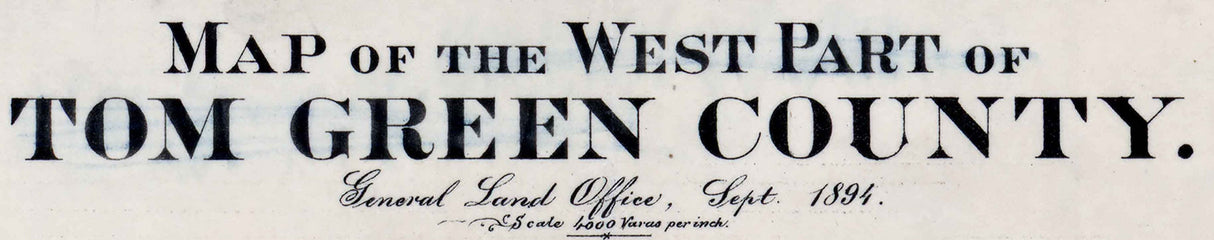 MAP OF THE WEST PART OF
TOM GREEN COUNTY.
General Land Office, Sept. 1894.
Scale 4000 Varas per inch.